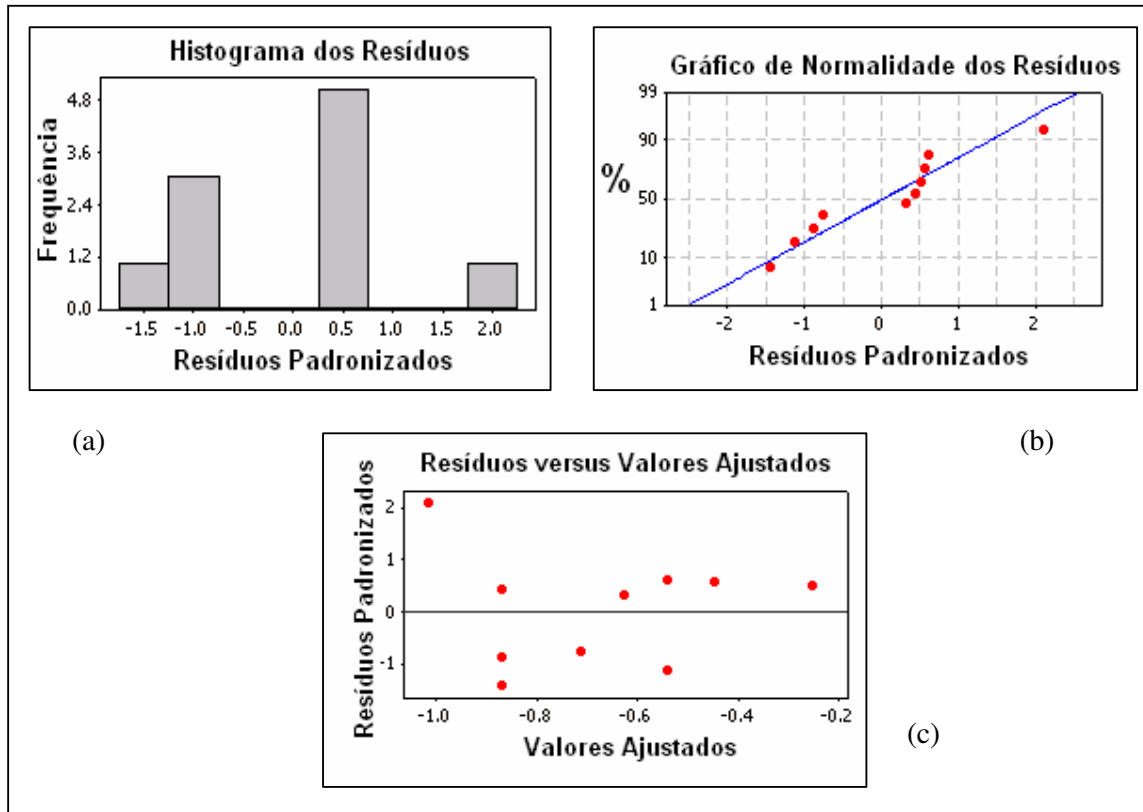 Histograma dos Resíduos
Frequência
4.8
3.6
2.4
1.2
0.0
-1.5 -1.0 -0.5 0.0 0.5 1.0 1.5 2.0
Resíduos Padronizados
(a)
Gráfico de Normalidade dos Resíduos
%
99
90
50
10
1
-2 -1 0 1 2
Resíduos Padronizados
(b)
Resíduos versus Valores Ajustados
Resíduos Padronizados
2
1
0
-1
-1.0 -0.8 -0.6 -0.4 -0.2
Valores Ajustados
(c)